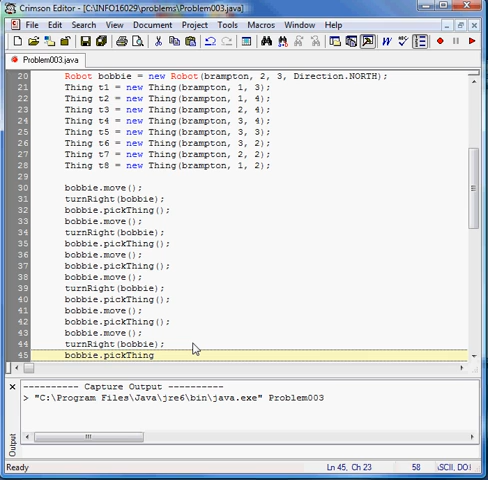 Crimson Editor - [C:\INFO16029\problems\Problem003.java]
File Edit Search View Document Project Tools Macros Window Help
Problem003.java
20 Robot bobbie = new Robot(brampton, 2, 3, Direction.NORTH);
21 Thing t1 = new Thing(brampton, 1, 3);
22 Thing t2 = new Thing(brampton, 1, 4);
23 Thing t3 = new Thing(brampton, 2, 4);
24 Thing t4 = new Thing(brampton, 3, 4);
25 Thing t5 = new Thing(brampton, 3, 3);
26 Thing t6 = new Thing(brampton, 3, 2);
27 Thing t7 = new Thing(brampton, 2, 2);
28 Thing t8 = new Thing(brampton, 1, 2);
29
30 bobbie.move();
31 turnRight(bobbie);
32 bobbie.pickThing();
33 bobbie.move();
34 turnRight(bobbie);
35 bobbie.pickThing();
36 bobbie.move();
37 bobbie.pickThing();
38 bobbie.move();
39 turnRight(bobbie);
40 bobbie.pickThing();
41 bobbie.move();
42 bobbie.pickThing();
43 bobbie.move();
44 turnRight(bobbie);
45 bobbie.pickThing
Output
---------- Capture Output ----------
> "C:\Program Files\Java\jre6\bin\java.exe" Problem003
Ready Ln 45, Ch 23 58 ASCII, DOS